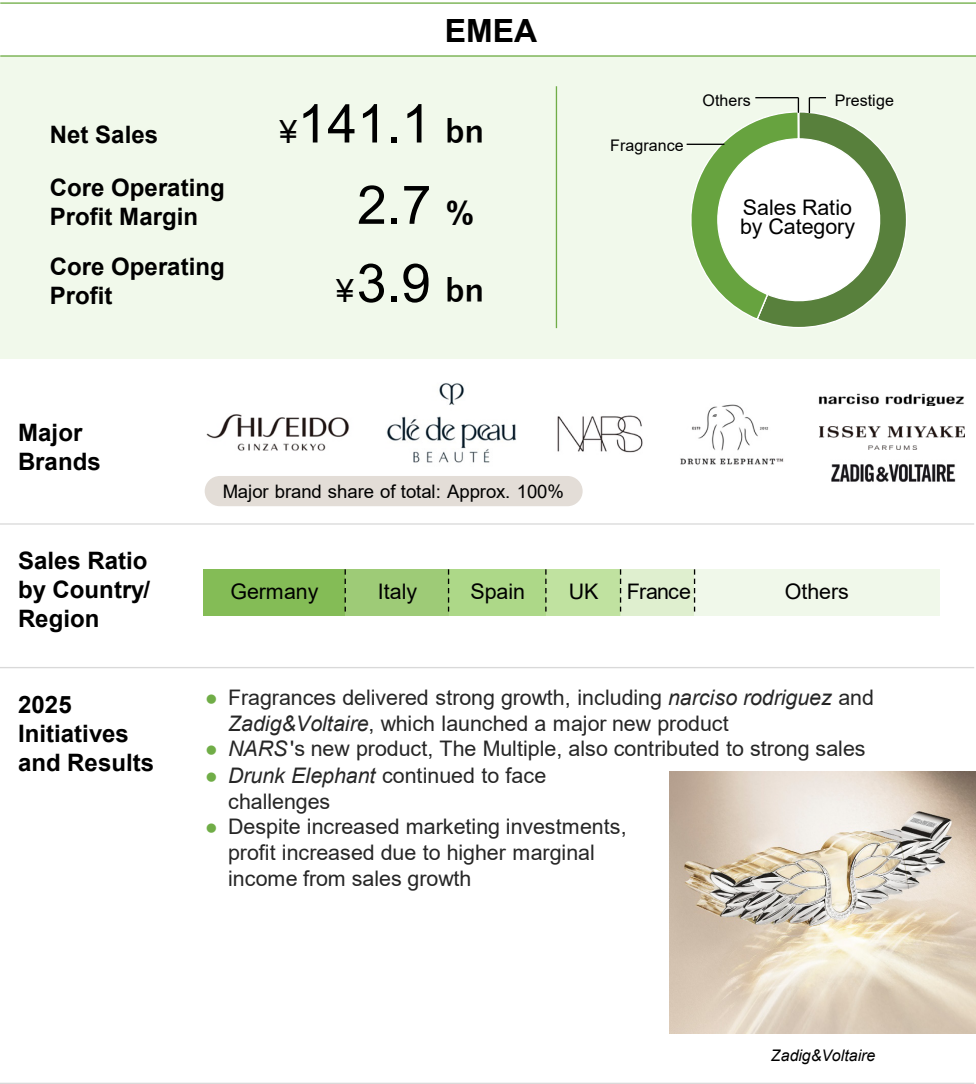 EMEA
Net Sales
¥141.1 bn
Core Operating
Profit Margin
2.7 %
Core Operating
Profit
¥3.9 bn
Others
Prestige
Fragrance
Sales Ratio
by Category
Major
Brands
SHISEIDO
GINZA TOKYO
clé de peau
BEAUTÉ
NARS
DRUNK ELEPHANT™
narciso rodriguez
ISSEY MIYAKE
PARFUMS
ZADIG&VOLTAIRE
Major brand share of total: Approx. 100%
Sales Ratio
by Country/
Region
Germany
Italy
Spain
UK
France
Others
2025
Initiatives
and Results
● Fragrances delivered strong growth, including narciso rodriguez and
Zadig&Voltaire, which launched a major new product
● NARS's new product, The Multiple, also contributed to strong sales
● Drunk Elephant continued to face
challenges
● Despite increased marketing investments,
profit increased due to higher marginal
income from sales growth
Zadig&Voltaire